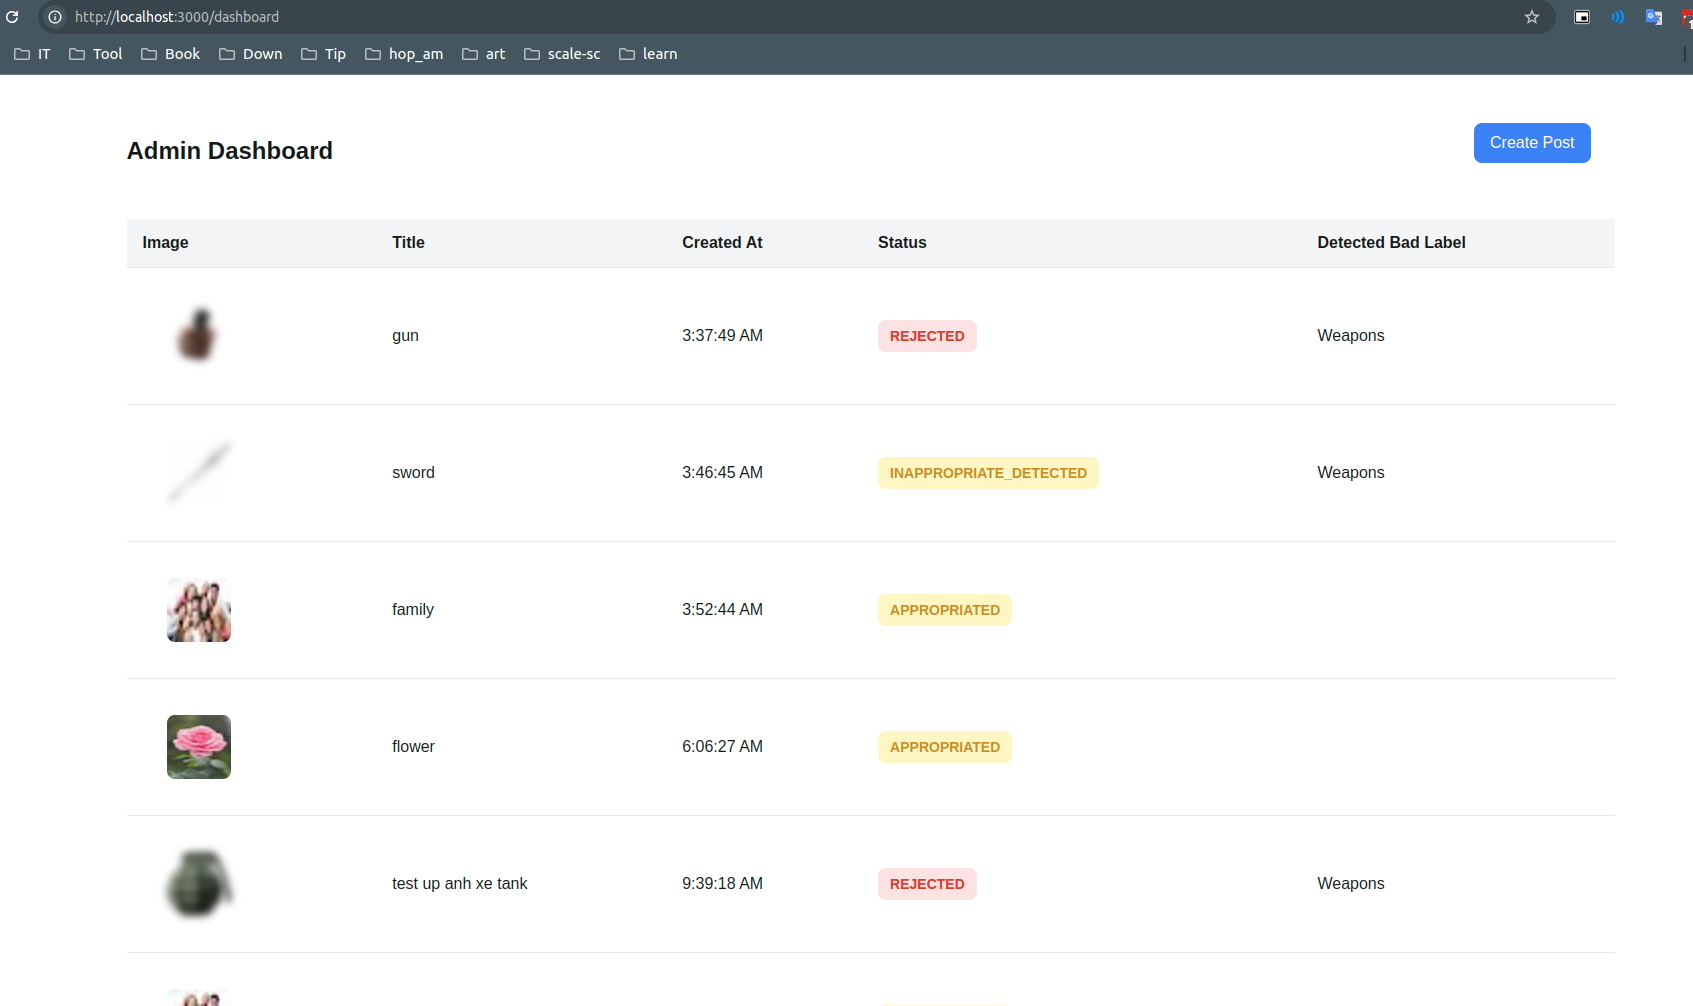 http://localhost:3000/dashboard
IT Tool Book Down Tip hop_am art scale-sc learn
Admin Dashboard
Create Post
Image Title Created At Status Detected Bad Label
gun 3:37:49 AM REJECTED Weapons
sword 3:46:45 AM INAPPROPRIATE_DETECTED Weapons
family 3:52:44 AM APPROPRIATED
flower 6:06:27 AM APPROPRIATED
test up anh xe tank 9:39:18 AM REJECTED Weapons